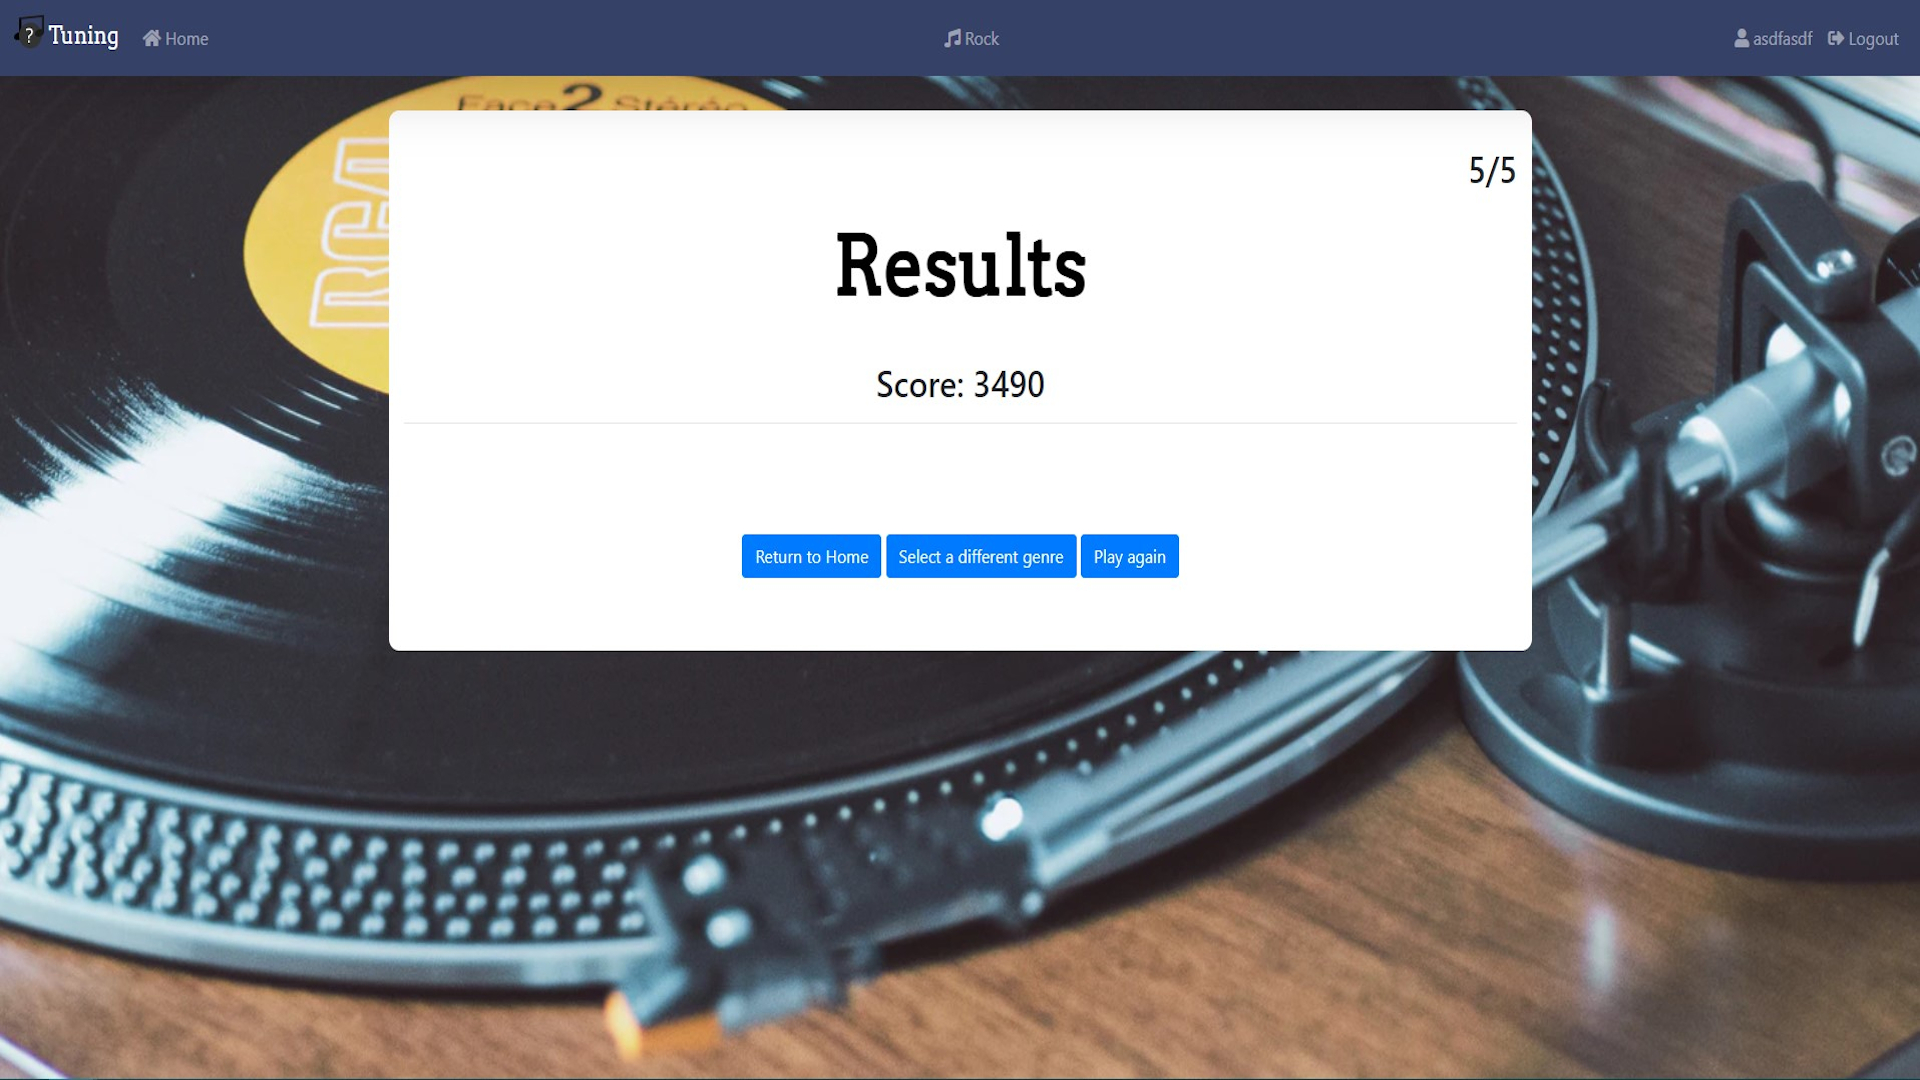 ? Tuning Home Rock asdfasdf Logout
Face 2 Stéréo
RCA
5/5
Results
Score: 3490
Return to Home Select a different genre Play again